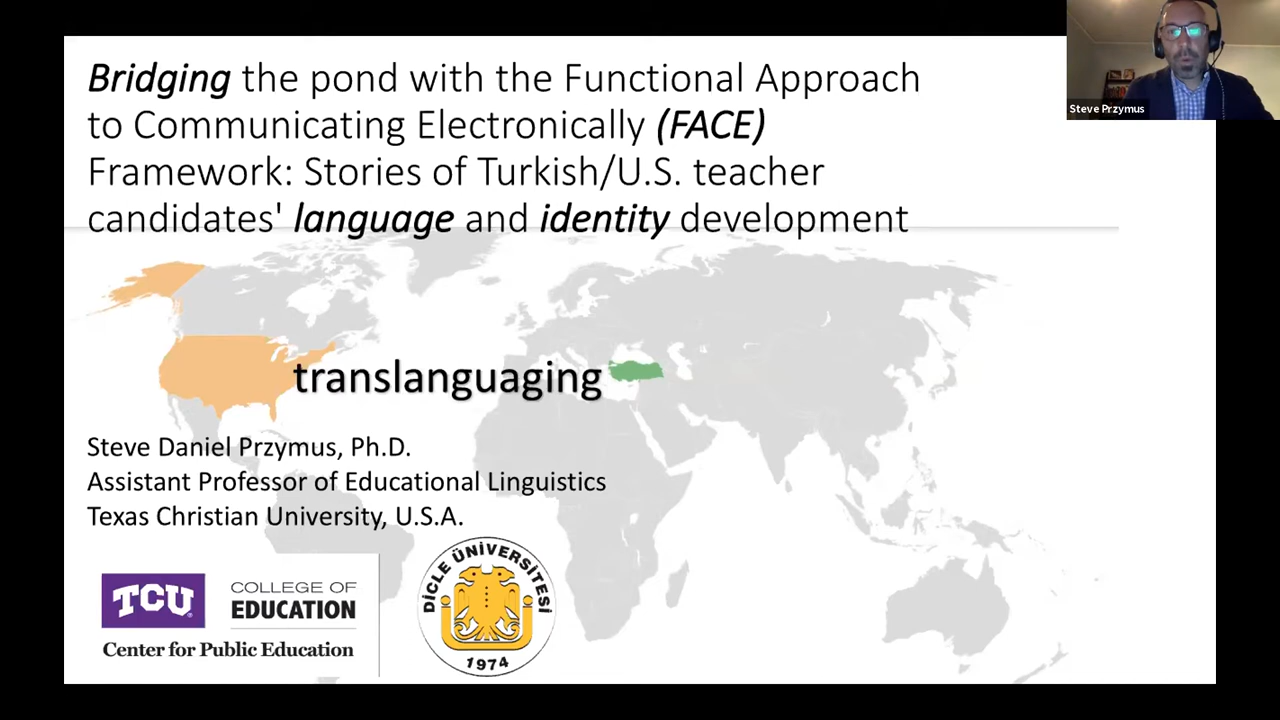 Bridging the pond with the Functional Approach
to Communicating Electronically (FACE)
Framework: Stories of Turkish/U.S. teacher
candidates' language and identity development
Steve Przymus
translanguaging
Steve Daniel Przymus, Ph.D.
Assistant Professor of Educational Linguistics
Texas Christian University, U.S.A.
TCU
COLLEGE OF
EDUCATION
Center for Public Education
DİCLE ÜNİVERSİTESİ
1974